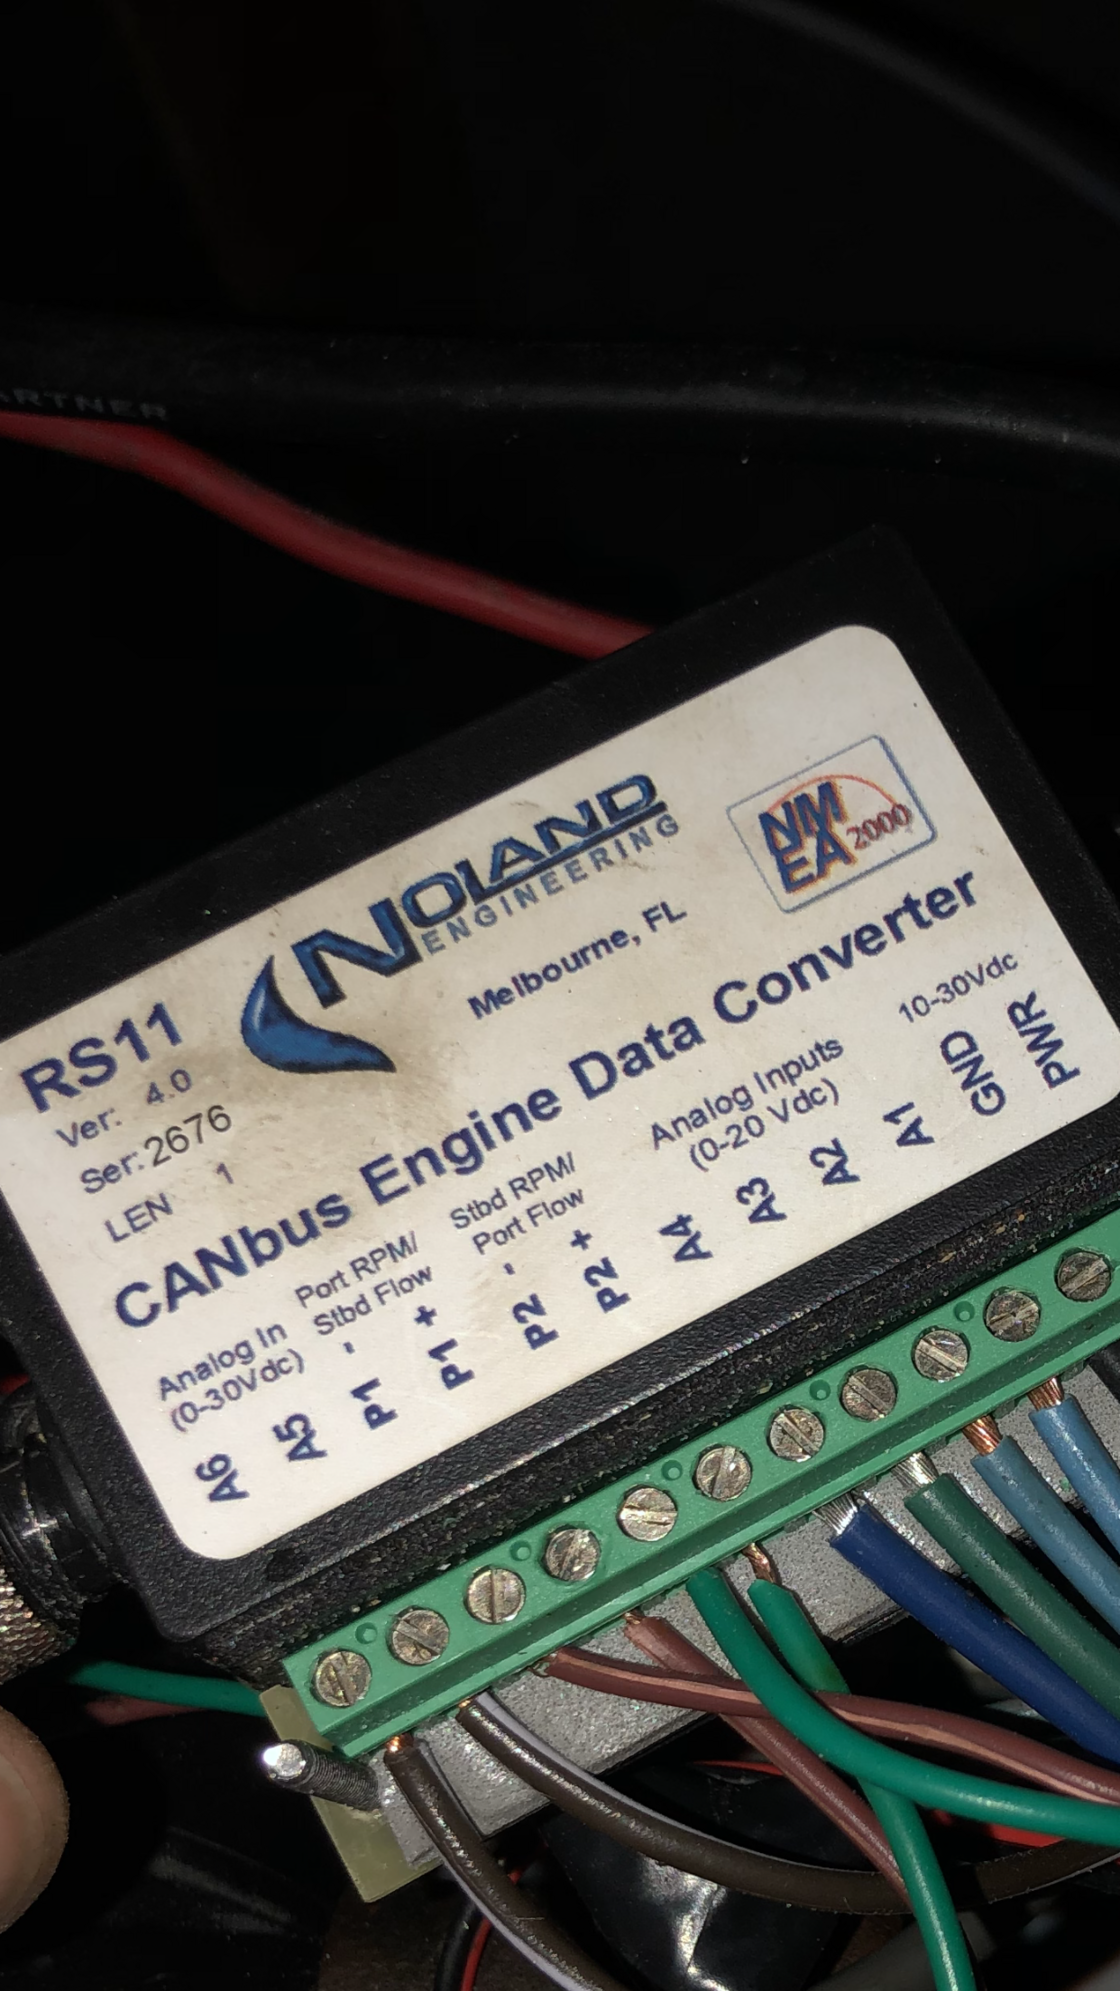 ARTNER
NOLAND
ENGINEERING
Melbourne, FL
NMEA 2000
RS11
Ver: 4.0
Ser: 2676
LEN 1
CANbus Engine Data Converter
Analog In
(0-30Vdc)
A6
A5
Port RPM/
Stbd Flow
P1 -
P1 +
Stbd RPM/
Port Flow
P2 -
P2 +
Analog Inputs
(0-20 Vdc)
A4
A3
A2
A1
10-30Vdc
GND
PWR